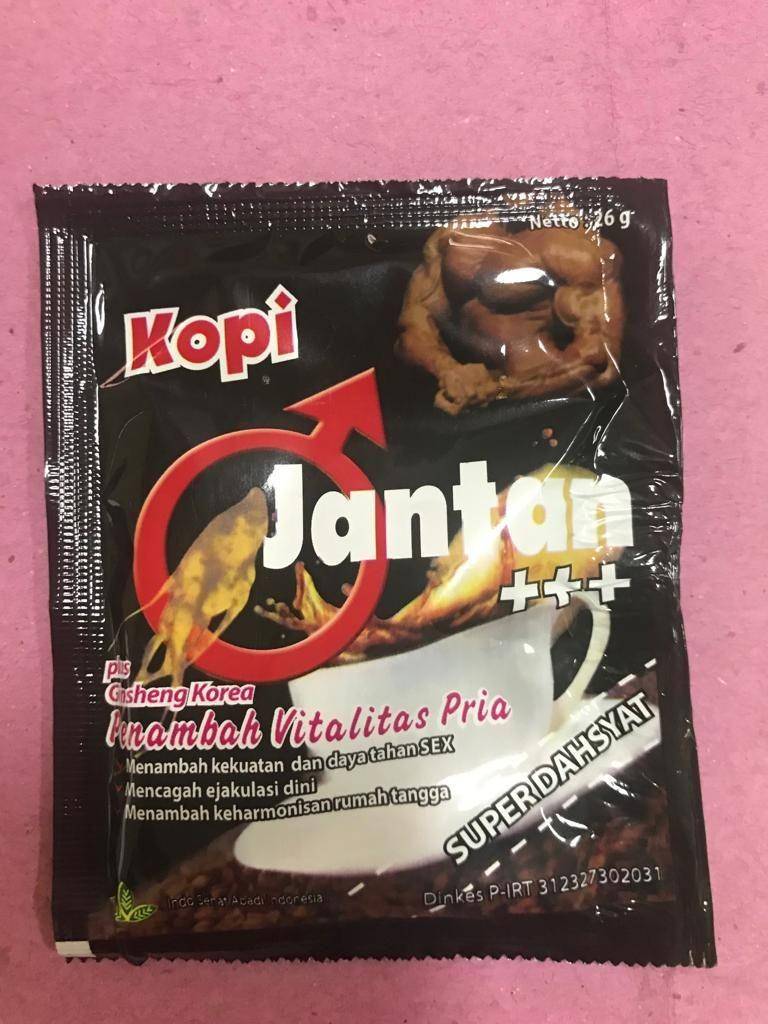 Netto : 26 g
Kopi
Jantan
+++
plus
Ginsheng Korea
Penambah Vitalitas Pria
Menambah kekuatan dan daya tahan SEX
Mencagah ejakulasi dini
Menambah keharmonisan rumah tangga
SUPER DAHSYAT
Indo Sehat Abadi Indonesia
Dinkes P-IRT 312327302031